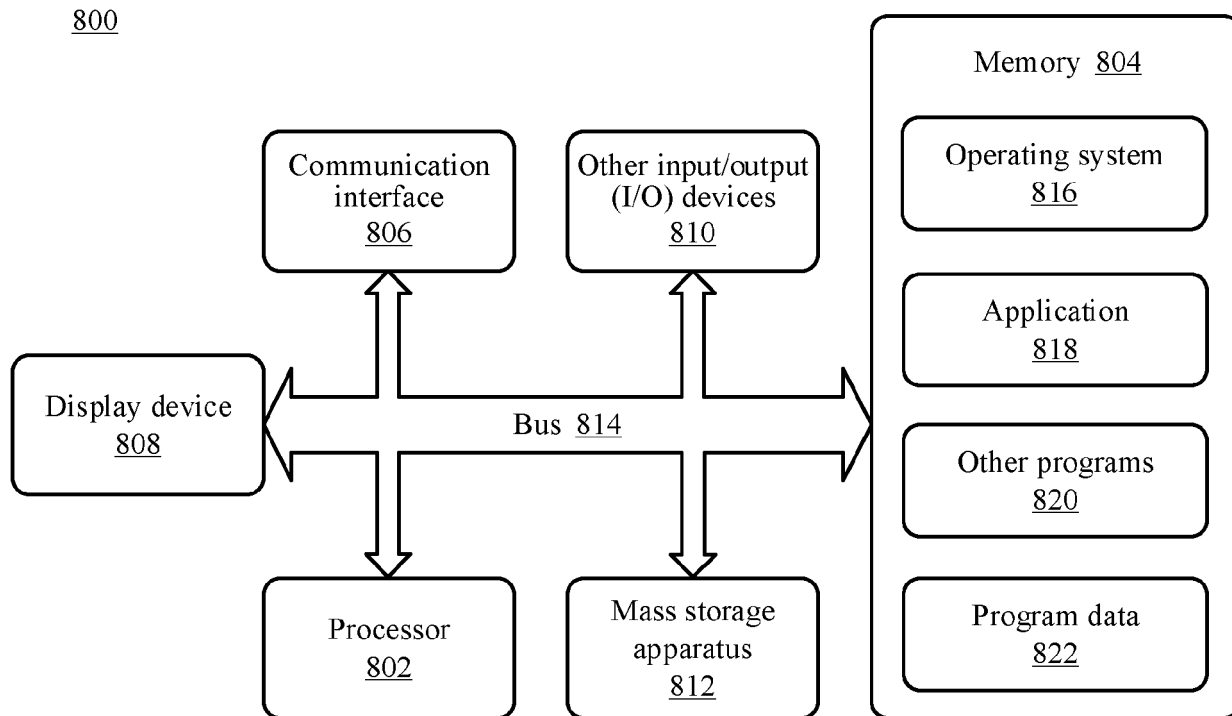 800
Memory 804
Communication
interface
806
Other input/output
(I/O) devices
810
Operating system
816
Application
818
Display device
808
Bus 814
Other programs
820
Processor
802
Mass storage
apparatus
812
Program data
822